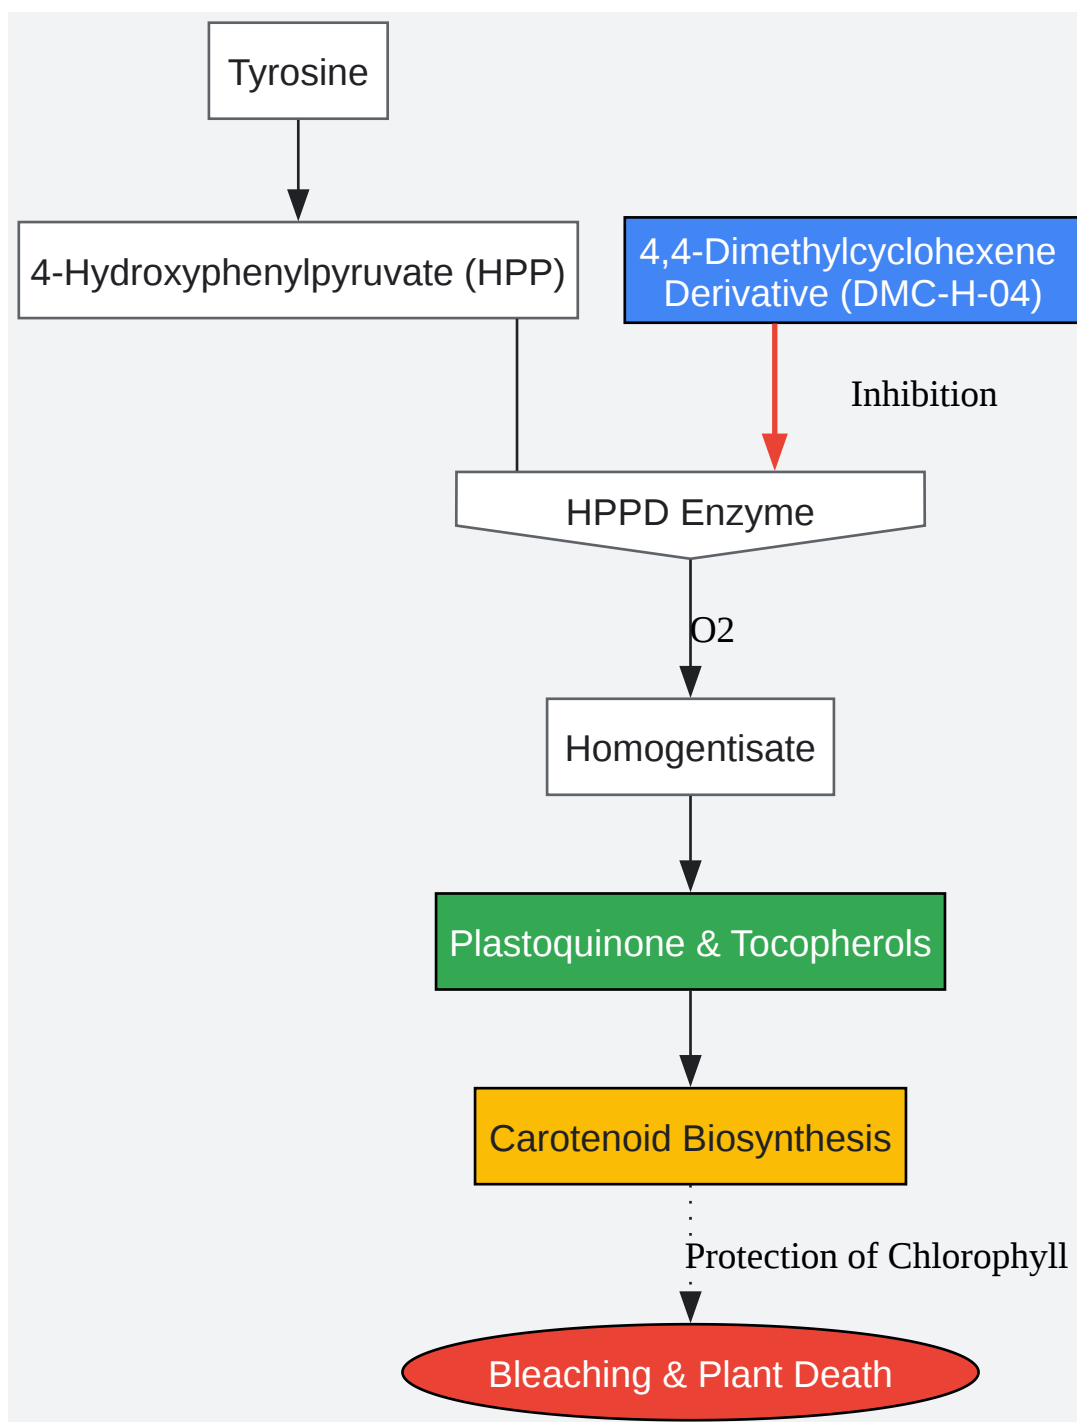 Tyrosine
4-Hydroxyphenylpyruvate (HPP)
4,4-Dimethylcyclohexene
Derivative (DMC-H-04)
Inhibition
HPPD Enzyme
O2
Homogentisate
Plastoquinone & Tocopherols
Carotenoid Biosynthesis
Protection of Chlorophyll
Bleaching & Plant Death